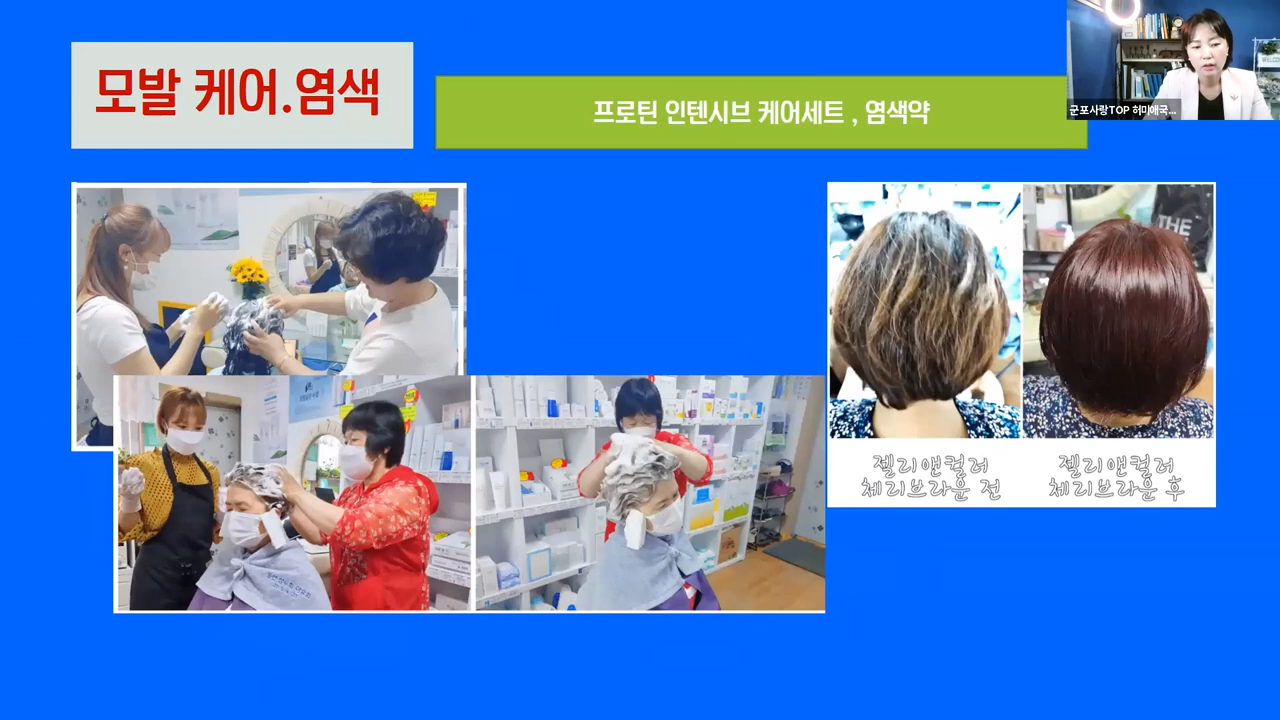 모발 케어.염색
프로틴 인텐시브 케어세트 , 염색약
군포사랑TOP 허미애국...
WELCO
THE
젤리앤컬러
체리브라운 전
젤리앤컬러
체리브라운 후